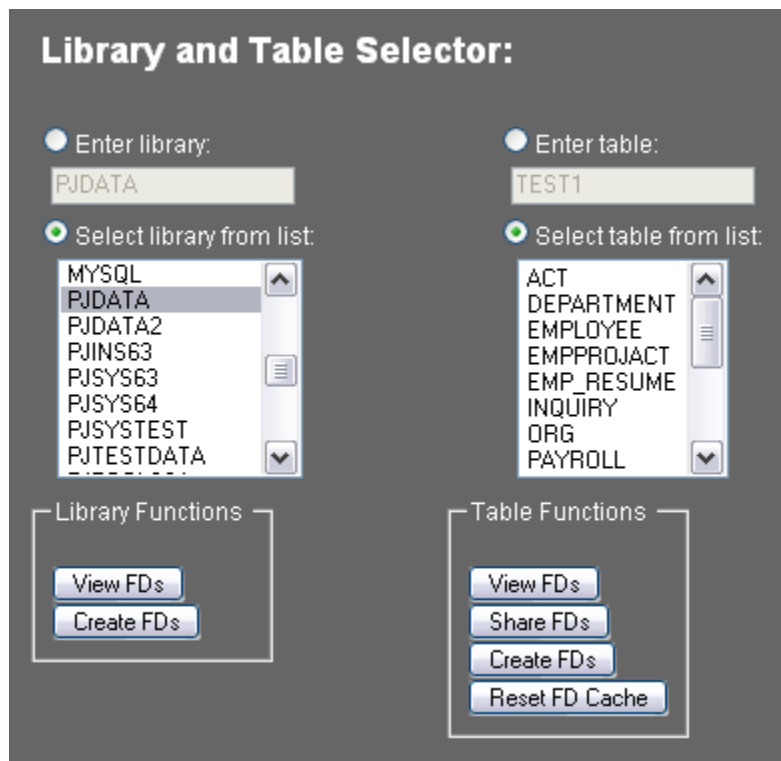 Library and Table Selector:
Enter library:
PJDATA
Select library from list:
MYSQL
PJDATA
PJDATA2
PJINS63
PJSYS63
PJSYS64
PJSYSTEST
PJTESTDATA
Library Functions
View FDs
Create FDs
Enter table:
TEST1
Select table from list:
ACT
DEPARTMENT
EMPLOYEE
EMPPROJACT
EMP_RESUME
INQUIRY
ORG
PAYROLL
Table Functions
View FDs
Share FDs
Create FDs
Reset FD Cache